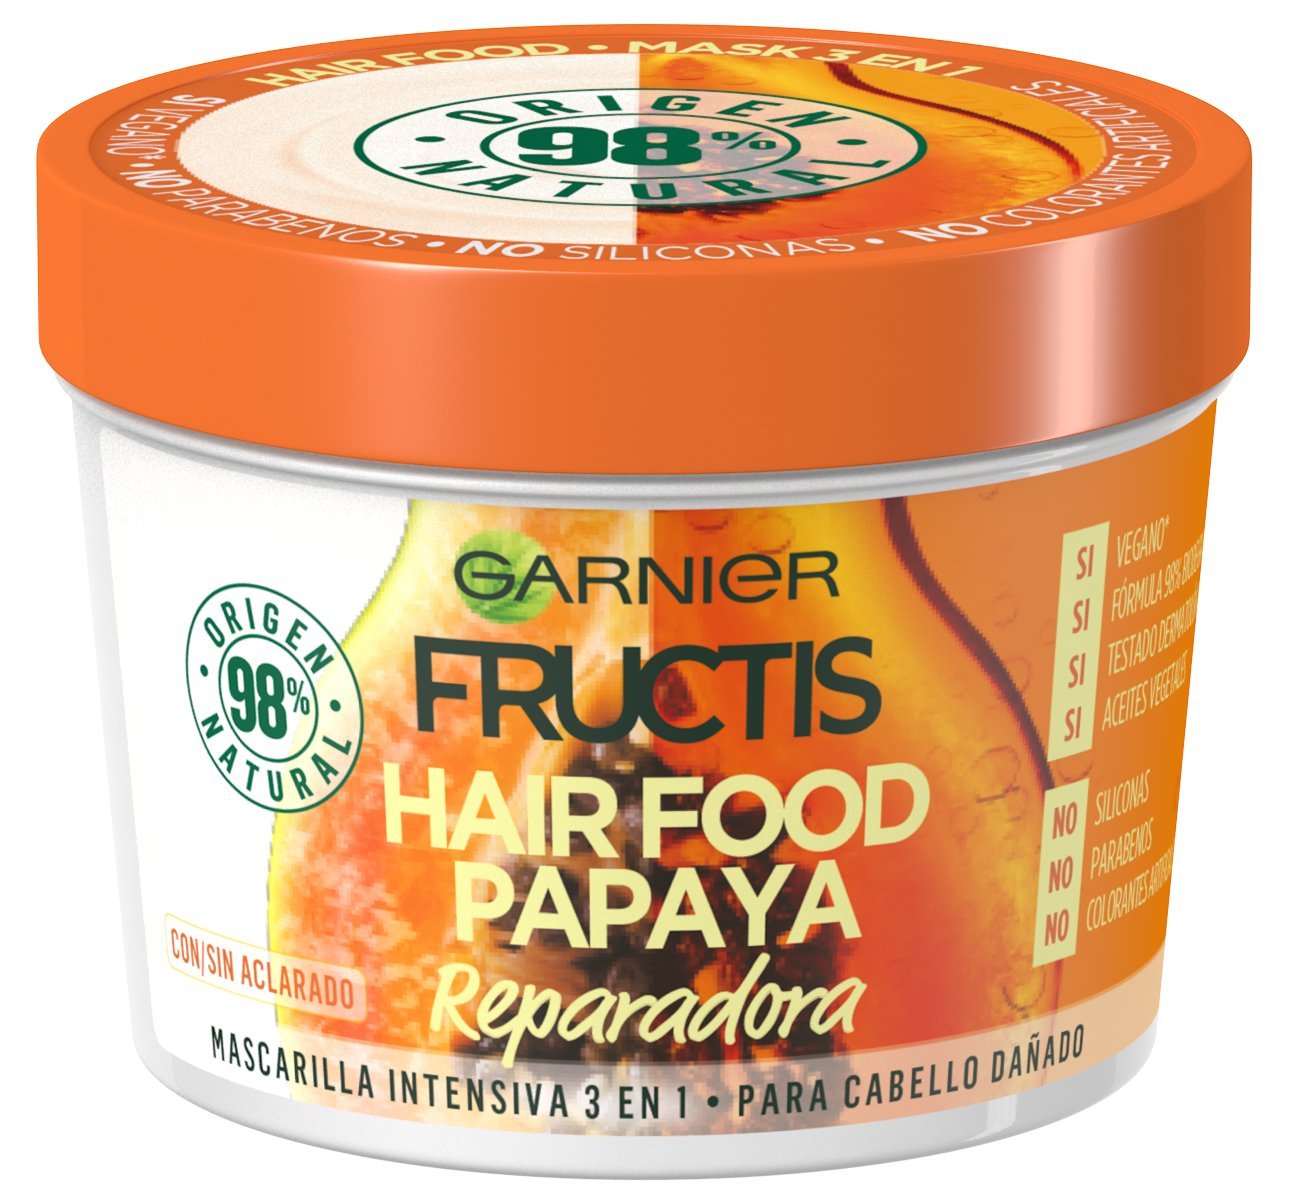 HAIR FOOD • MASK 3 EN 1
SI VEGANO* • NO PARABENOS • NO SILICONAS • NO COLORANTES ARTIFICIALES
• ORIGEN •
98%
NATURAL
GARNIER
FRUCTIS
HAIR FOOD
PAPAYA
Reparadora
• ORIGEN •
98%
NATURAL
CON/SIN ACLARADO
MASCARILLA INTENSIVA 3 EN 1 • PARA CABELLO DAÑADO
SI VEGANO*
SI FÓRMULA 98%
SI TESTADO
SI ACEITES VEGETALES
NO SILICONAS
NO PARABENOS
NO COLORANTES